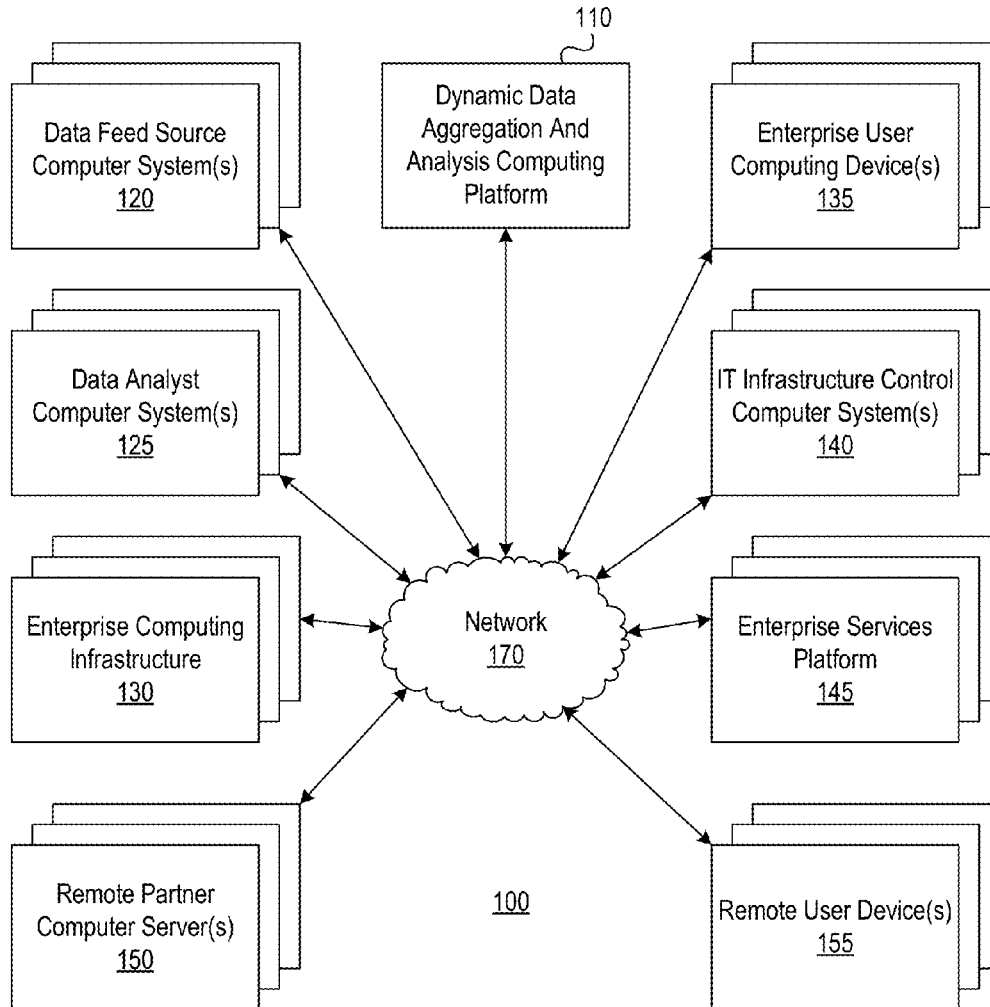 110
Data Feed Source
Computer System(s)
120
Dynamic Data
Aggregation And
Analysis Computing
Platform
Enterprise User
Computing Device(s)
135
Data Analyst
Computer System(s)
125
IT Infrastructure Control
Computer System(s)
140
Enterprise Computing
Infrastructure
130
Network
170
Enterprise Services
Platform
145
Remote Partner
Computer Server(s)
150
100
Remote User Device(s)
155